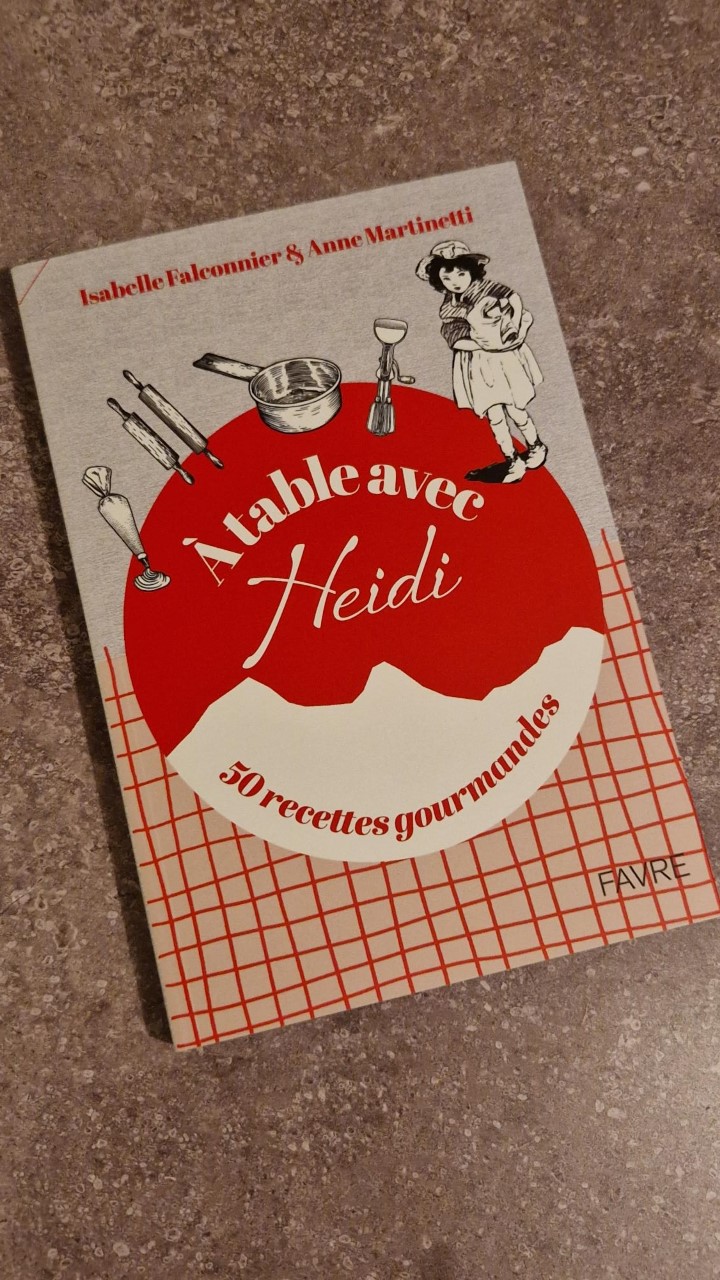 Isabelle Falconnier & Anne Martinetti
À table avec
Heidi
50 recettes gourmandes
FAVRE